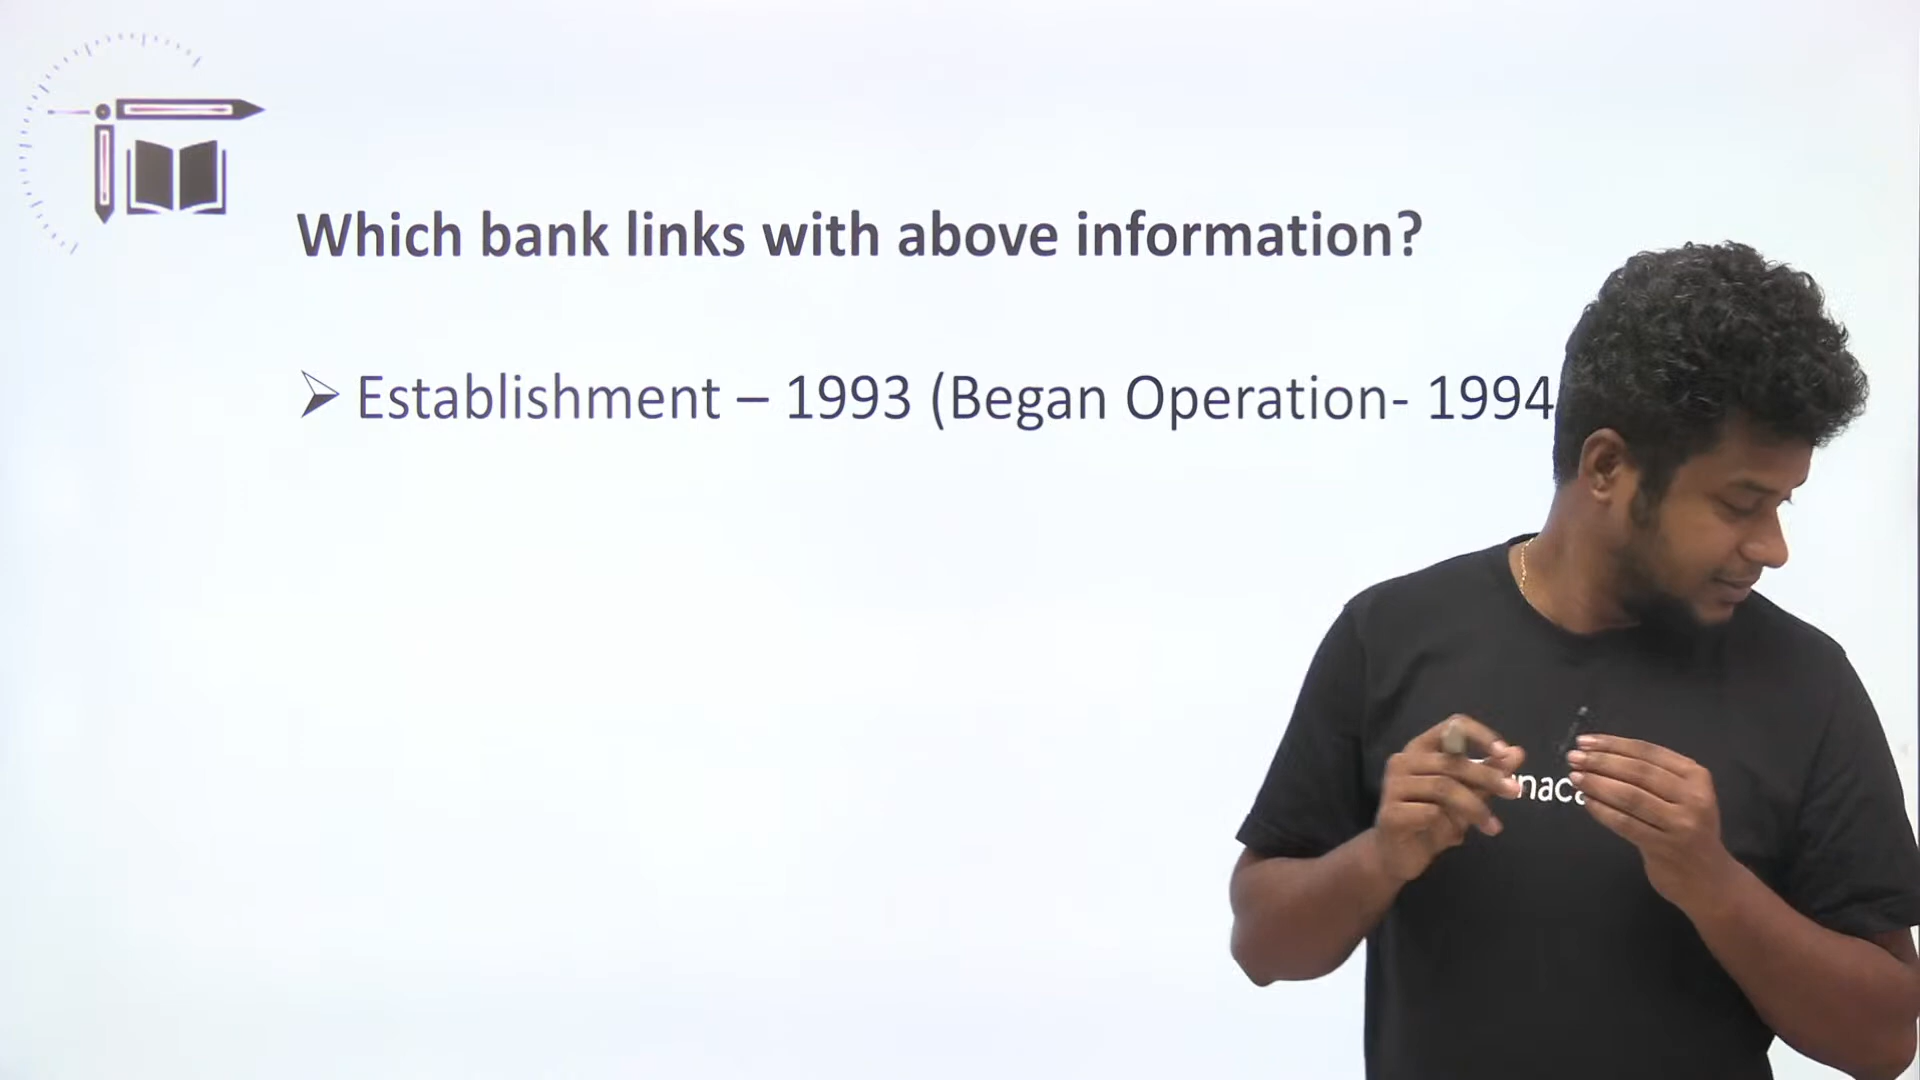 Which bank links with above information?
➢ Establishment – 1993 (Began Operation- 1994